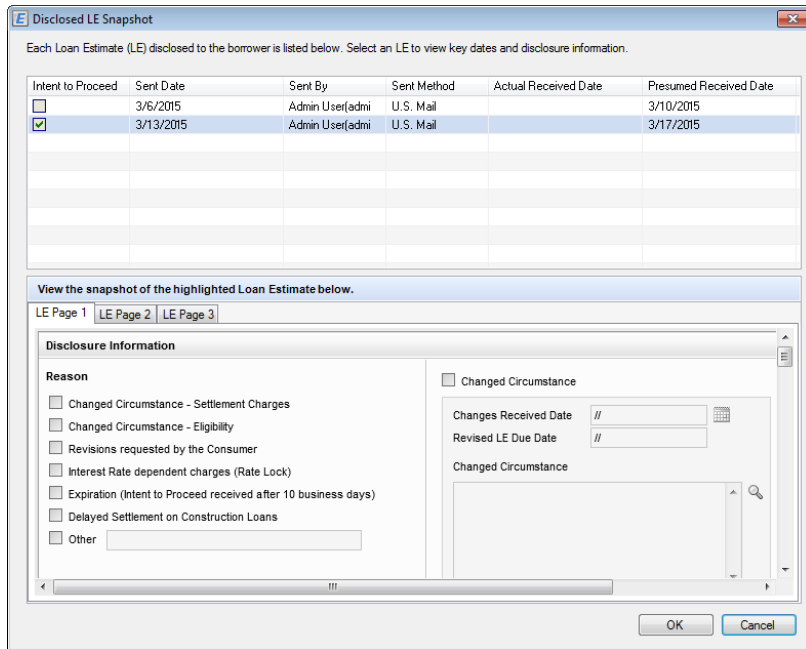 Disclosed LE Snapshot
Each Loan Estimate (LE) disclosed to the borrower is listed below. Select an LE to view key dates and disclosure information.
Intent to Proceed Sent Date Sent By Sent Method Actual Received Date Presumed Received Date
3/6/2015 Admin User(admi U.S. Mail 3/10/2015
3/13/2015 Admin User(admi U.S. Mail 3/17/2015
View the snapshot of the highlighted Loan Estimate below.
LE Page 1 LE Page 2 LE Page 3
Disclosure Information
Reason
Changed Circumstance - Settlement Charges
Changed Circumstance - Eligibility
Revisions requested by the Consumer
Interest Rate dependent charges (Rate Lock)
Expiration (Intent to Proceed received after 10 business days)
Delayed Settlement on Construction Loans
Other
Changed Circumstance
Changes Received Date //
Revised LE Due Date //
Changed Circumstance
OK Cancel